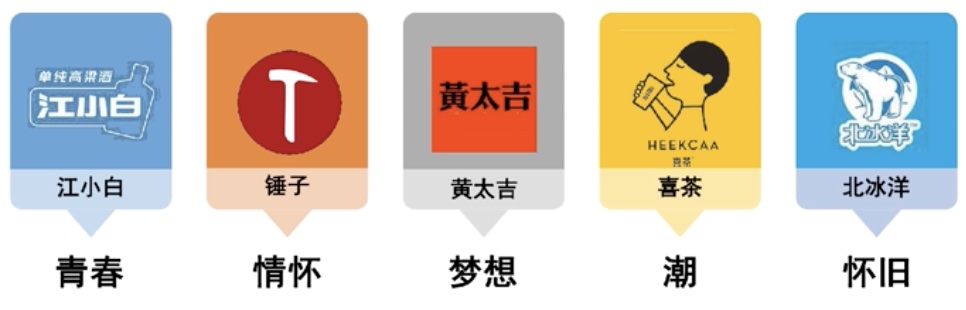 单纯高粱酒
江小白
江小白
青春
锤子
情怀
黃太吉
黄太吉
梦想
HEEKCAA
喜茶
喜茶
潮
北冰洋
北冰洋
怀旧